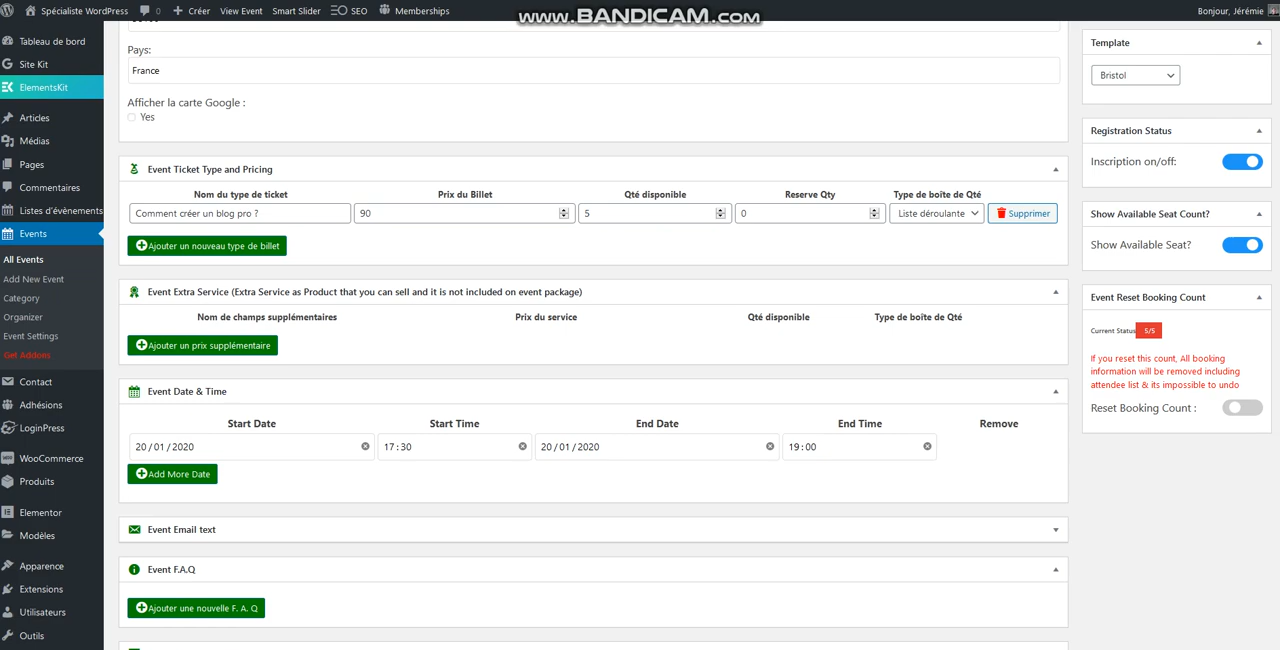 Spécialiste WordPress
0
Créer
View Event
Smart Slider
SEO
Memberships
www.BANDICAM.com
Bonjour, Jérémie
Tableau de bord
Site Kit
ElementsKit
Articles
Médias
Pages
Commentaires
Listes d'évènements
Events
All Events
Add New Event
Category
Organizer
Event Settings
Get Addons
Contact
Adhésions
LoginPress
WooCommerce
Produits
Elementor
Modèles
Apparence
Extensions
Utilisateurs
Outils
Pays:
France
Afficher la carte Google :
Yes
Event Ticket Type and Pricing
Nom du type de ticket Prix du Billet Qté disponible Reserve Qty Type de boîte de Qté
Comment créer un blog pro ? 90 5 0 Liste déroulante Supprimer
Ajouter un nouveau type de billet
Event Extra Service (Extra Service as Product that you can sell and it is not included on event package)
Nom de champs supplémentaires Prix du service Qté disponible Type de boîte de Qté
Ajouter un prix supplémentaire
Event Date & Time
Start Date Start Time End Date End Time Remove
20/01/2020 17:30 20/01/2020 19:00
Add More Date
Event Email text
Event F.A.Q
Ajouter une nouvelle F. A. Q
Template
Bristol
Registration Status
Inscription on/off:
Show Available Seat Count?
Show Available Seat?
Event Reset Booking Count
Current Status 5/5
If you reset this count, All booking
information will be removed including
attendee list & its impossible to undo
Reset Booking Count :